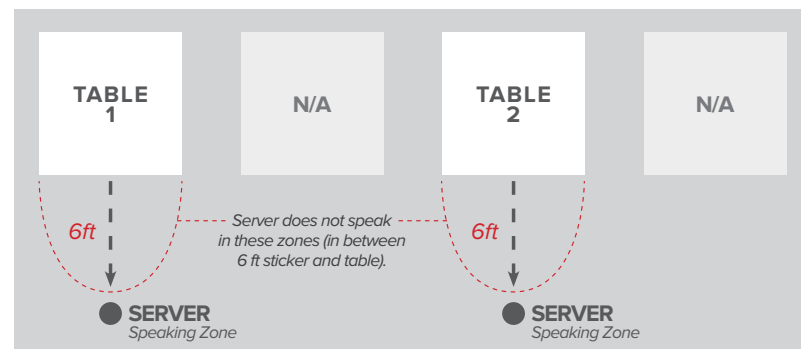 TABLE
1
N/A
TABLE
2
N/A
6ft
Server does not speak
in these zones (in between
6 ft sticker and table).
6ft
SERVER
Speaking Zone
SERVER
Speaking Zone